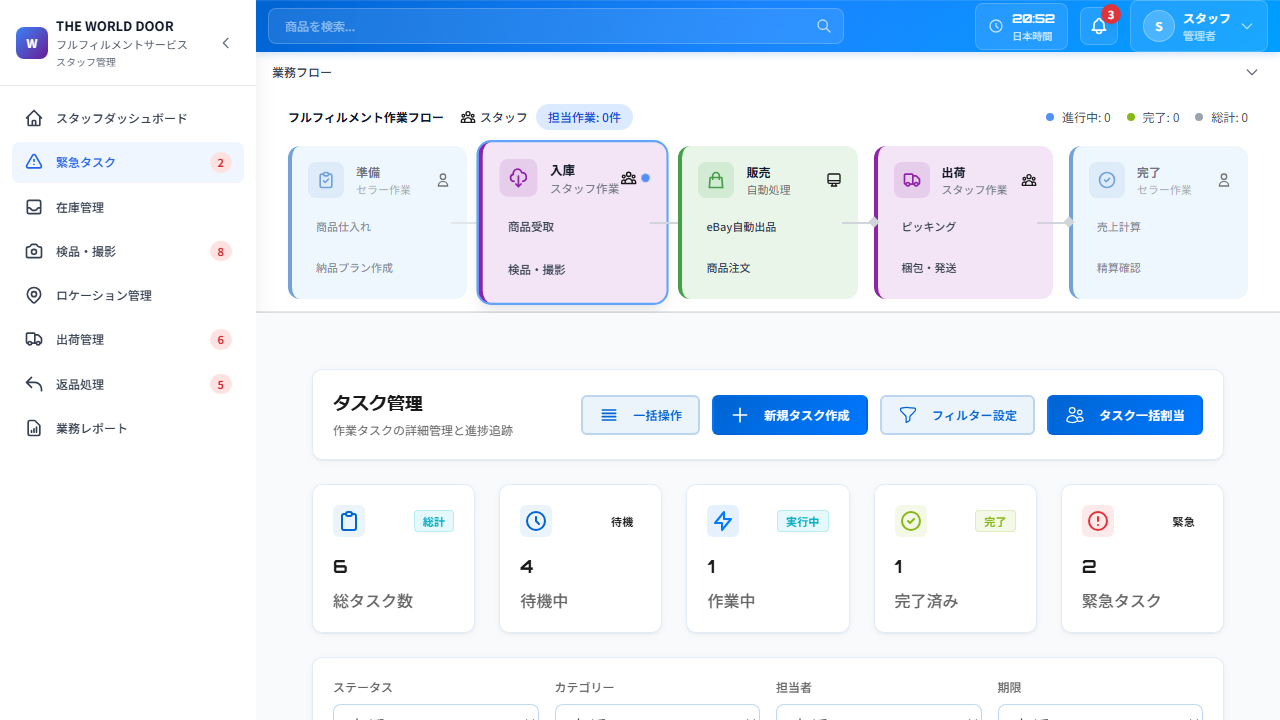 W
THE WORLD DOOR
フルフィルメントサービス
スタッフ管理
スタッフダッシュボード
緊急タスク
2
在庫管理
検品・撮影
8
ロケーション管理
出荷管理
6
返品処理
5
業務レポート
商品を検索...
20:52
日本時間
3
S
スタッフ
管理者
業務フロー
フルフィルメント作業フロー
スタッフ
担当作業: 0件
進行中: 0
完了: 0
総計: 0
準備
セラー作業
商品仕入れ
納品プラン作成
入庫
スタッフ作業
商品受取
検品・撮影
販売
自動処理
eBay自動出品
商品注文
出荷
スタッフ作業
ピッキング
梱包・発送
完了
セラー作業
売上計算
精算確認
タスク管理
作業タスクの詳細管理と進捗追跡
一括操作
新規タスク作成
フィルター設定
タスク一括割当
総計
6
総タスク数
待機
4
待機中
実行中
1
作業中
完了
1
完了済み
緊急
2
緊急タスク
ステータス
カテゴリー
担当者
期限